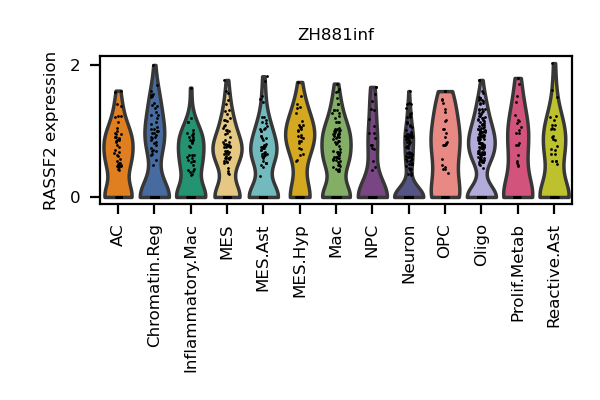 ZH881inf
RASSF2 expression
2
0
AC
Chromatin.Reg
Inflammatory.Mac
MES
MES.Ast
MES.Hyp
Mac
NPC
Neuron
OPC
Oligo
Prolif.Metab
Reactive.Ast